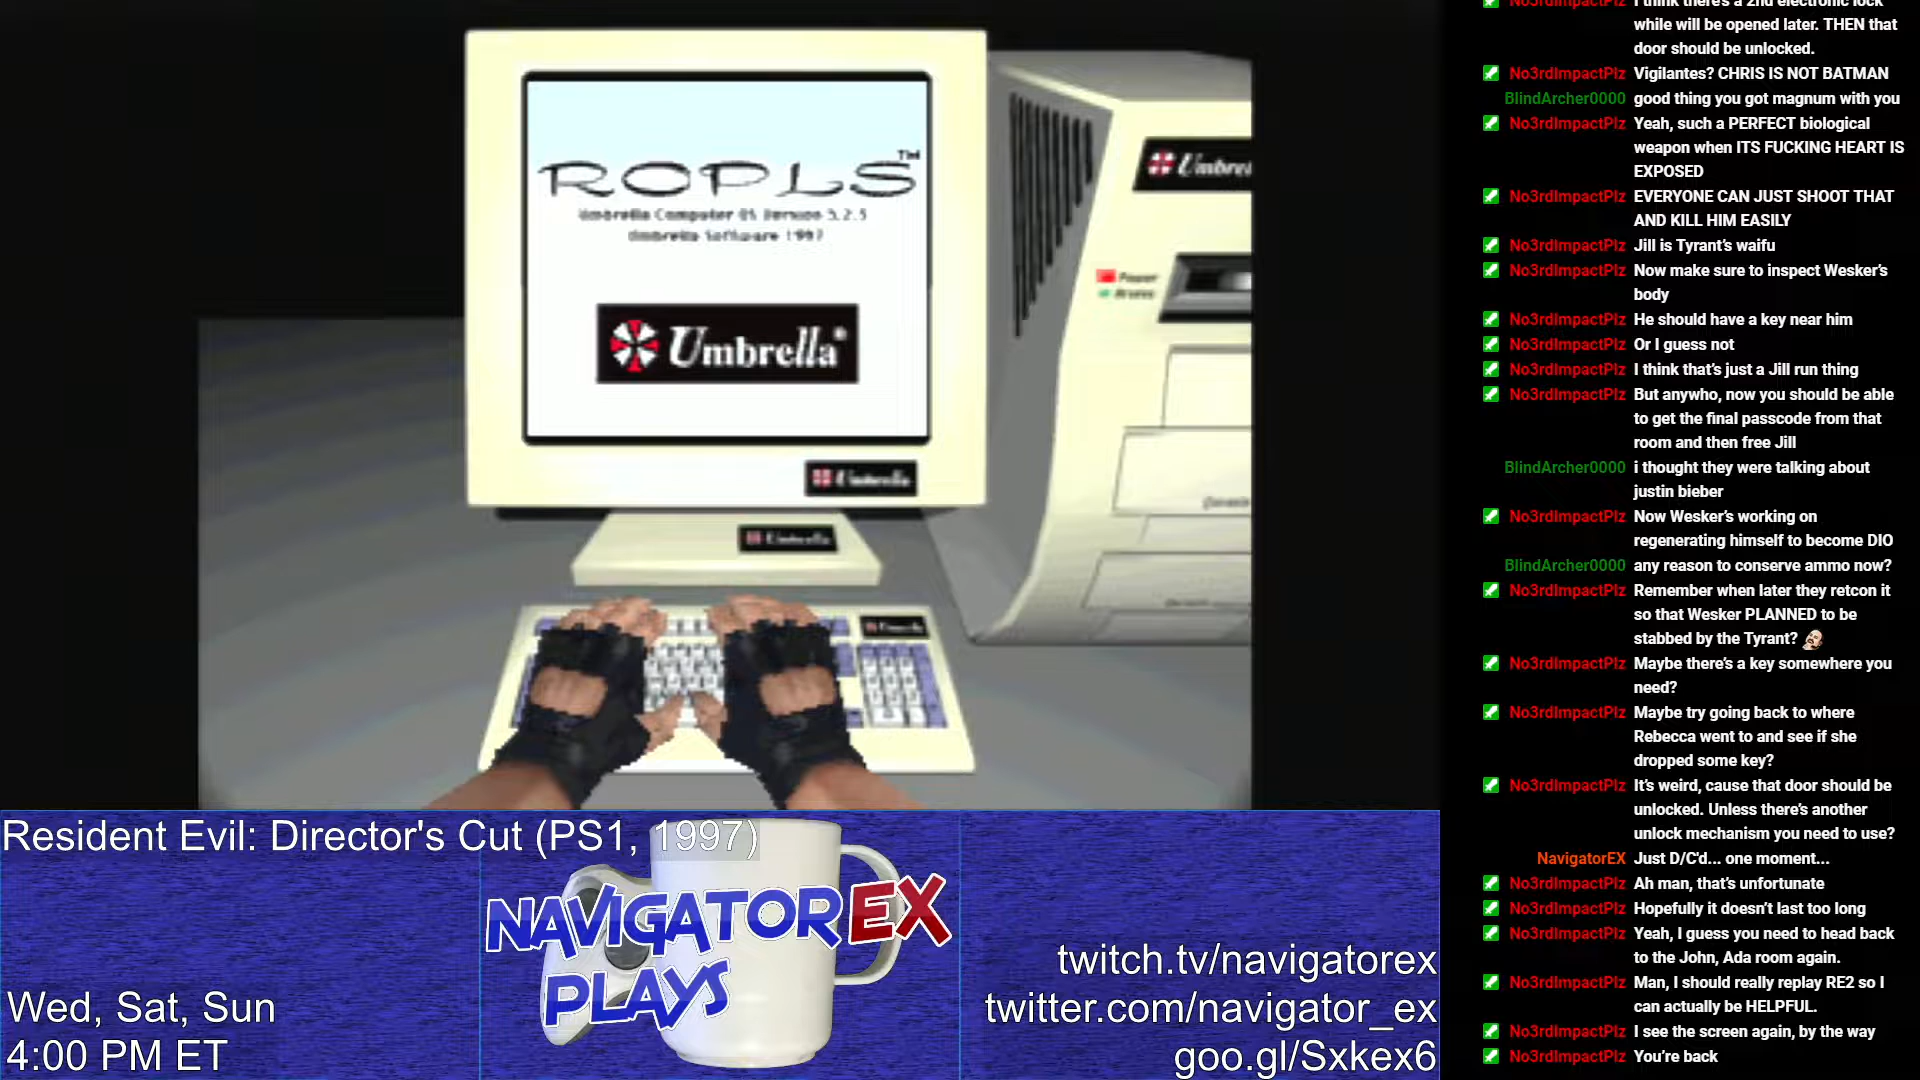 ROPLS™
Umbrella Computer OS Version 5.2.5
Umbrella Software 1997
Umbrella®
Umbrella
Umbrella
Umbrella
Power
Resident Evil: Director's Cut (PS1, 1997)
NAVIGATOREX
PLAYS
Wed, Sat, Sun
4:00 PM ET
twitch.tv/navigatorex
twitter.com/navigator_ex
goo.gl/Sxkex6
No3rdImpactPlz I think there's a 2nd electronic lock
while will be opened later. THEN that
door should be unlocked.
No3rdImpactPlz Vigilantes? CHRIS IS NOT BATMAN
BlindArcher0000 good thing you got magnum with you
No3rdImpactPlz Yeah, such a PERFECT biological
weapon when ITS FUCKING HEART IS
EXPOSED
No3rdImpactPlz EVERYONE CAN JUST SHOOT THAT
AND KILL HIM EASILY
No3rdImpactPlz Jill is Tyrant's waifu
No3rdImpactPlz Now make sure to inspect Wesker's
body
No3rdImpactPlz He should have a key near him
No3rdImpactPlz Or I guess not
No3rdImpactPlz I think that's just a Jill run thing
No3rdImpactPlz But anywho, now you should be able
to get the final passcode from that
room and then free Jill
BlindArcher0000 i thought they were talking about
justin bieber
No3rdImpactPlz Now Wesker's working on
regenerating himself to become DIO
BlindArcher0000 any reason to conserve ammo now?
No3rdImpactPlz Remember when later they retcon it
so that Wesker PLANNED to be
stabbed by the Tyrant?
No3rdImpactPlz Maybe there's a key somewhere you
need?
No3rdImpactPlz Maybe try going back to where
Rebecca went to and see if she
dropped some key?
No3rdImpactPlz It's weird, cause that door should be
unlocked. Unless there's another
unlock mechanism you need to use?
NavigatorEX Just D/C'd... one moment...
No3rdImpactPlz Ah man, that's unfortunate
No3rdImpactPlz Hopefully it doesn't last too long
No3rdImpactPlz Yeah, I guess you need to head back
to the John, Ada room again.
No3rdImpactPlz Man, I should really replay RE2 so I
can actually be HELPFUL.
No3rdImpactPlz I see the screen again, by the way
No3rdImpactPlz You're back